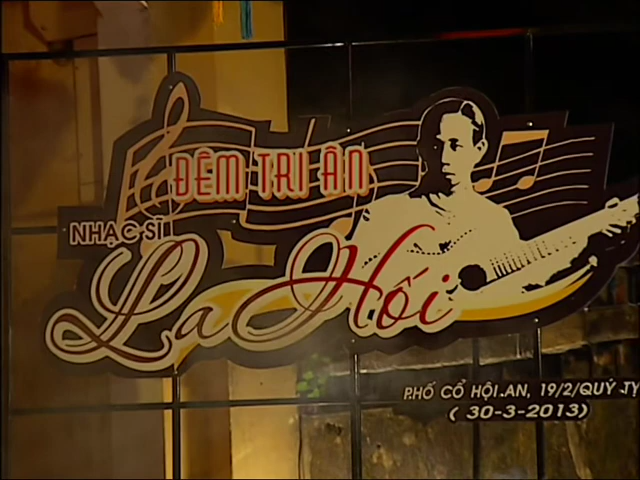 ĐÊM TRI ÂN
NHẠC SĨ
La Hối
PHỐ CỔ HỘI AN, 19/2/QUÝ TỴ
( 30-3-2013)